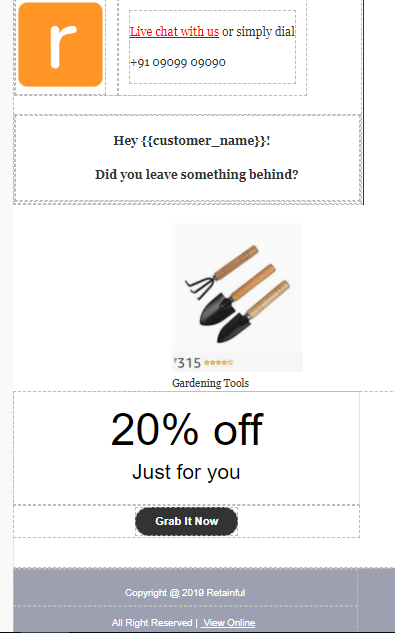 r
Live chat with us or simply dial
+91 09099 09090
Hey {{customer_name}}!
Did you leave something behind?
₹315
Gardening Tools
20% off
Just for you
Grab It Now
Copyright @ 2019 Retainful
All Right Reserved | View Online